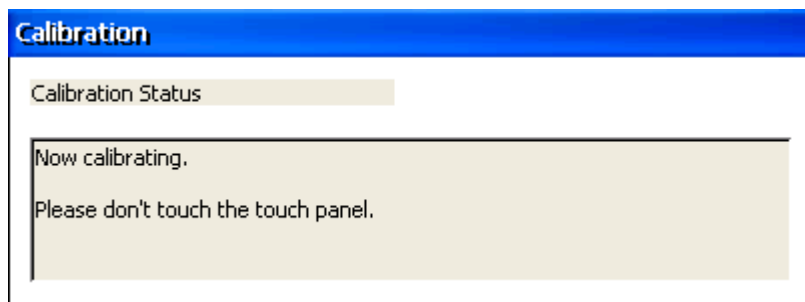 Calibration
Calibration Status
Now calibrating.
Please don't touch the touch panel.